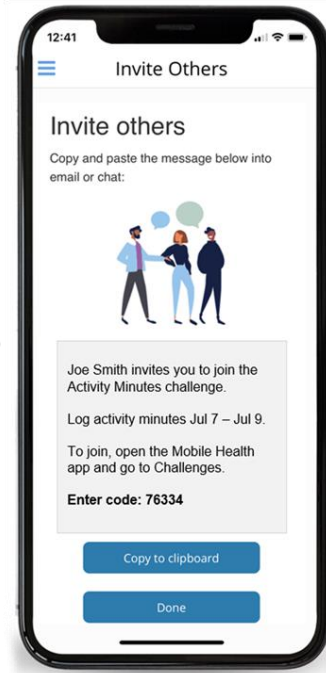 12:41
Invite Others
Invite others
Copy and paste the message below into
email or chat:
Joe Smith invites you to join the
Activity Minutes challenge.
Log activity minutes Jul 7 – Jul 9.
To join, open the Mobile Health
app and go to Challenges.
Enter code: 76334
Copy to clipboard
Done